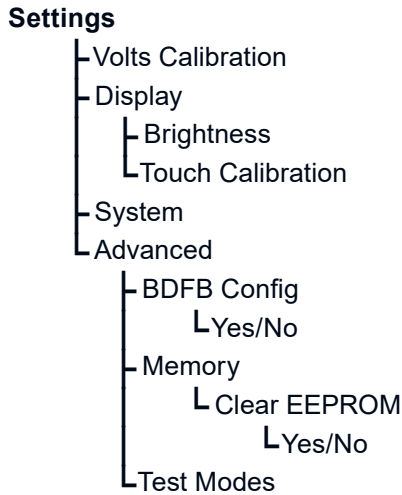 Settings
Volts Calibration
Display
Brightness
Touch Calibration
System
Advanced
BDFB Config
Yes/No
Memory
Clear EEPROM
Yes/No
Test Modes